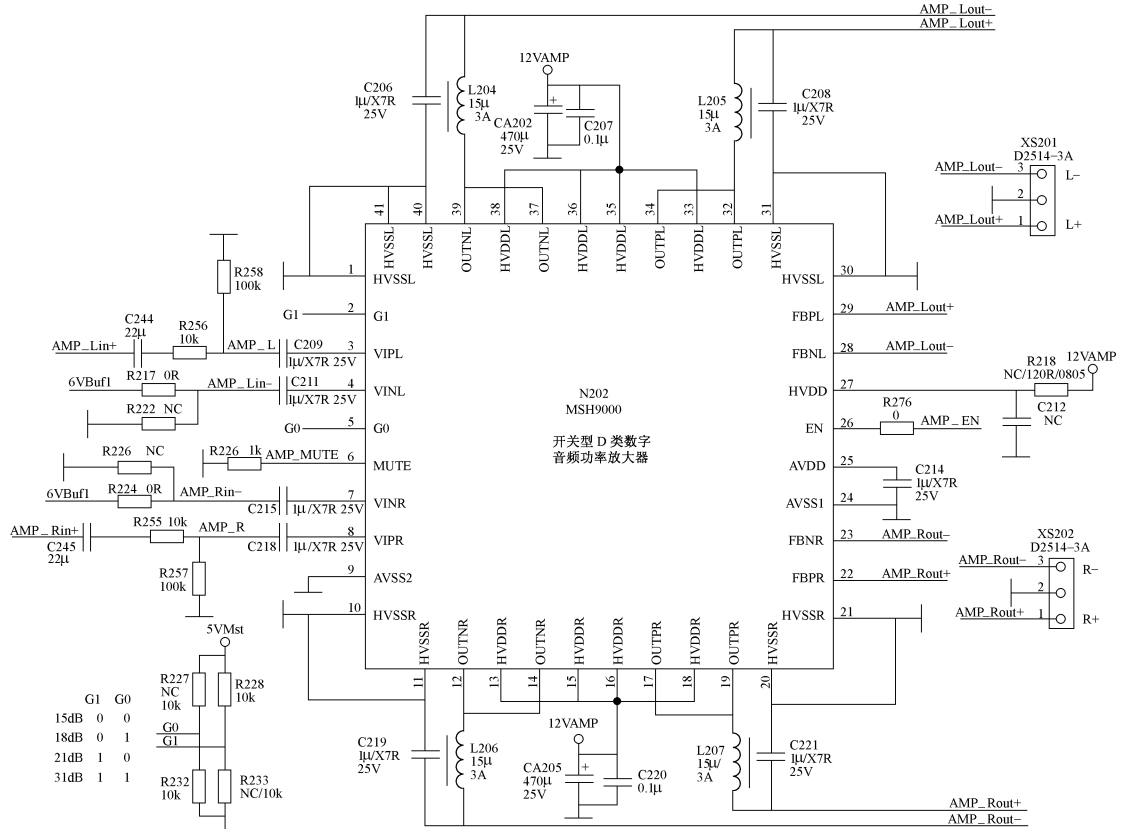 AMP_Lout−
AMP_Lout+
12VAMP
C206
1μ/X7R
25V
L204
15μ
3A
CA202
470μ
25V
C207
0.1μ
L205
15μ
3A
C208
1μ/X7R
25V
XS201
D2514−3A
AMP_Lout−
3
L−
2
AMP_Lout+
1
L+
41
40
39
38
37
36
35
34
33
32
31
HVSSL
HVSSL
OUTNL
HVDDL
OUTNL
HVDDL
HVDDL
OUTPL
HVDDL
OUTPL
HVSSL
R258
100k
1
HVSSL
G1
2
G1
C244
22μ
R256
10k
AMP_Lin+
AMP_L
C209
1μ/X7R 25V
3
VIPL
6VBuf1
R217 0R
AMP_Lin−
C211
1μ/X7R 25V
4
VINL
R222 NC
G0
5
G0
R226 NC
R226 1k
AMP_MUTE
6
MUTE
6VBuf1
R224 0R
AMP_Rin−
C215
1μ/X7R 25V
7
VINR
AMP_Rin+
C245
22μ
R255 10k
AMP_R
C218
1μ/X7R 25V
8
VIPR
R257
100k
9
AVSS2
10
HVSSR
N202
MSH9000
开关型 D 类数字
音频功率放大器
HVSSL
30
FBPL
29
AMP_Lout+
FBNL
28
AMP_Lout−
HVDD
27
R218
NC/120R/0805
12VAMP
C212
NC
EN
26
R276
0
AMP_EN
AVDD
25
C214
1μ/X7R
25V
AVSS1
24
FBNR
23
AMP_Rout−
FBPR
22
AMP_Rout+
HVSSR
21
XS202
D2514−3A
AMP_Rout−
3
R−
2
AMP_Rout+
1
R+
HVSSR
OUTNR
HVDDR
OUTNR
HVDDR
HVDDR
OUTPR
HVDDR
OUTPR
HVSSR
11
12
13
14
15
16
17
18
19
20
5VMst
R227
NC
10k
R228
10k
G0
G1
R232
10k
R233
NC/10k
G1 G0
15dB 0 0
18dB 0 1
21dB 1 0
31dB 1 1
C219
1μ/X7R
25V
L206
15μ
3A
12VAMP
CA205
470μ
25V
C220
0.1μ
L207
15μ/
3A
C221
1μ/X7R
25V
AMP_Rout+
AMP_Rout−